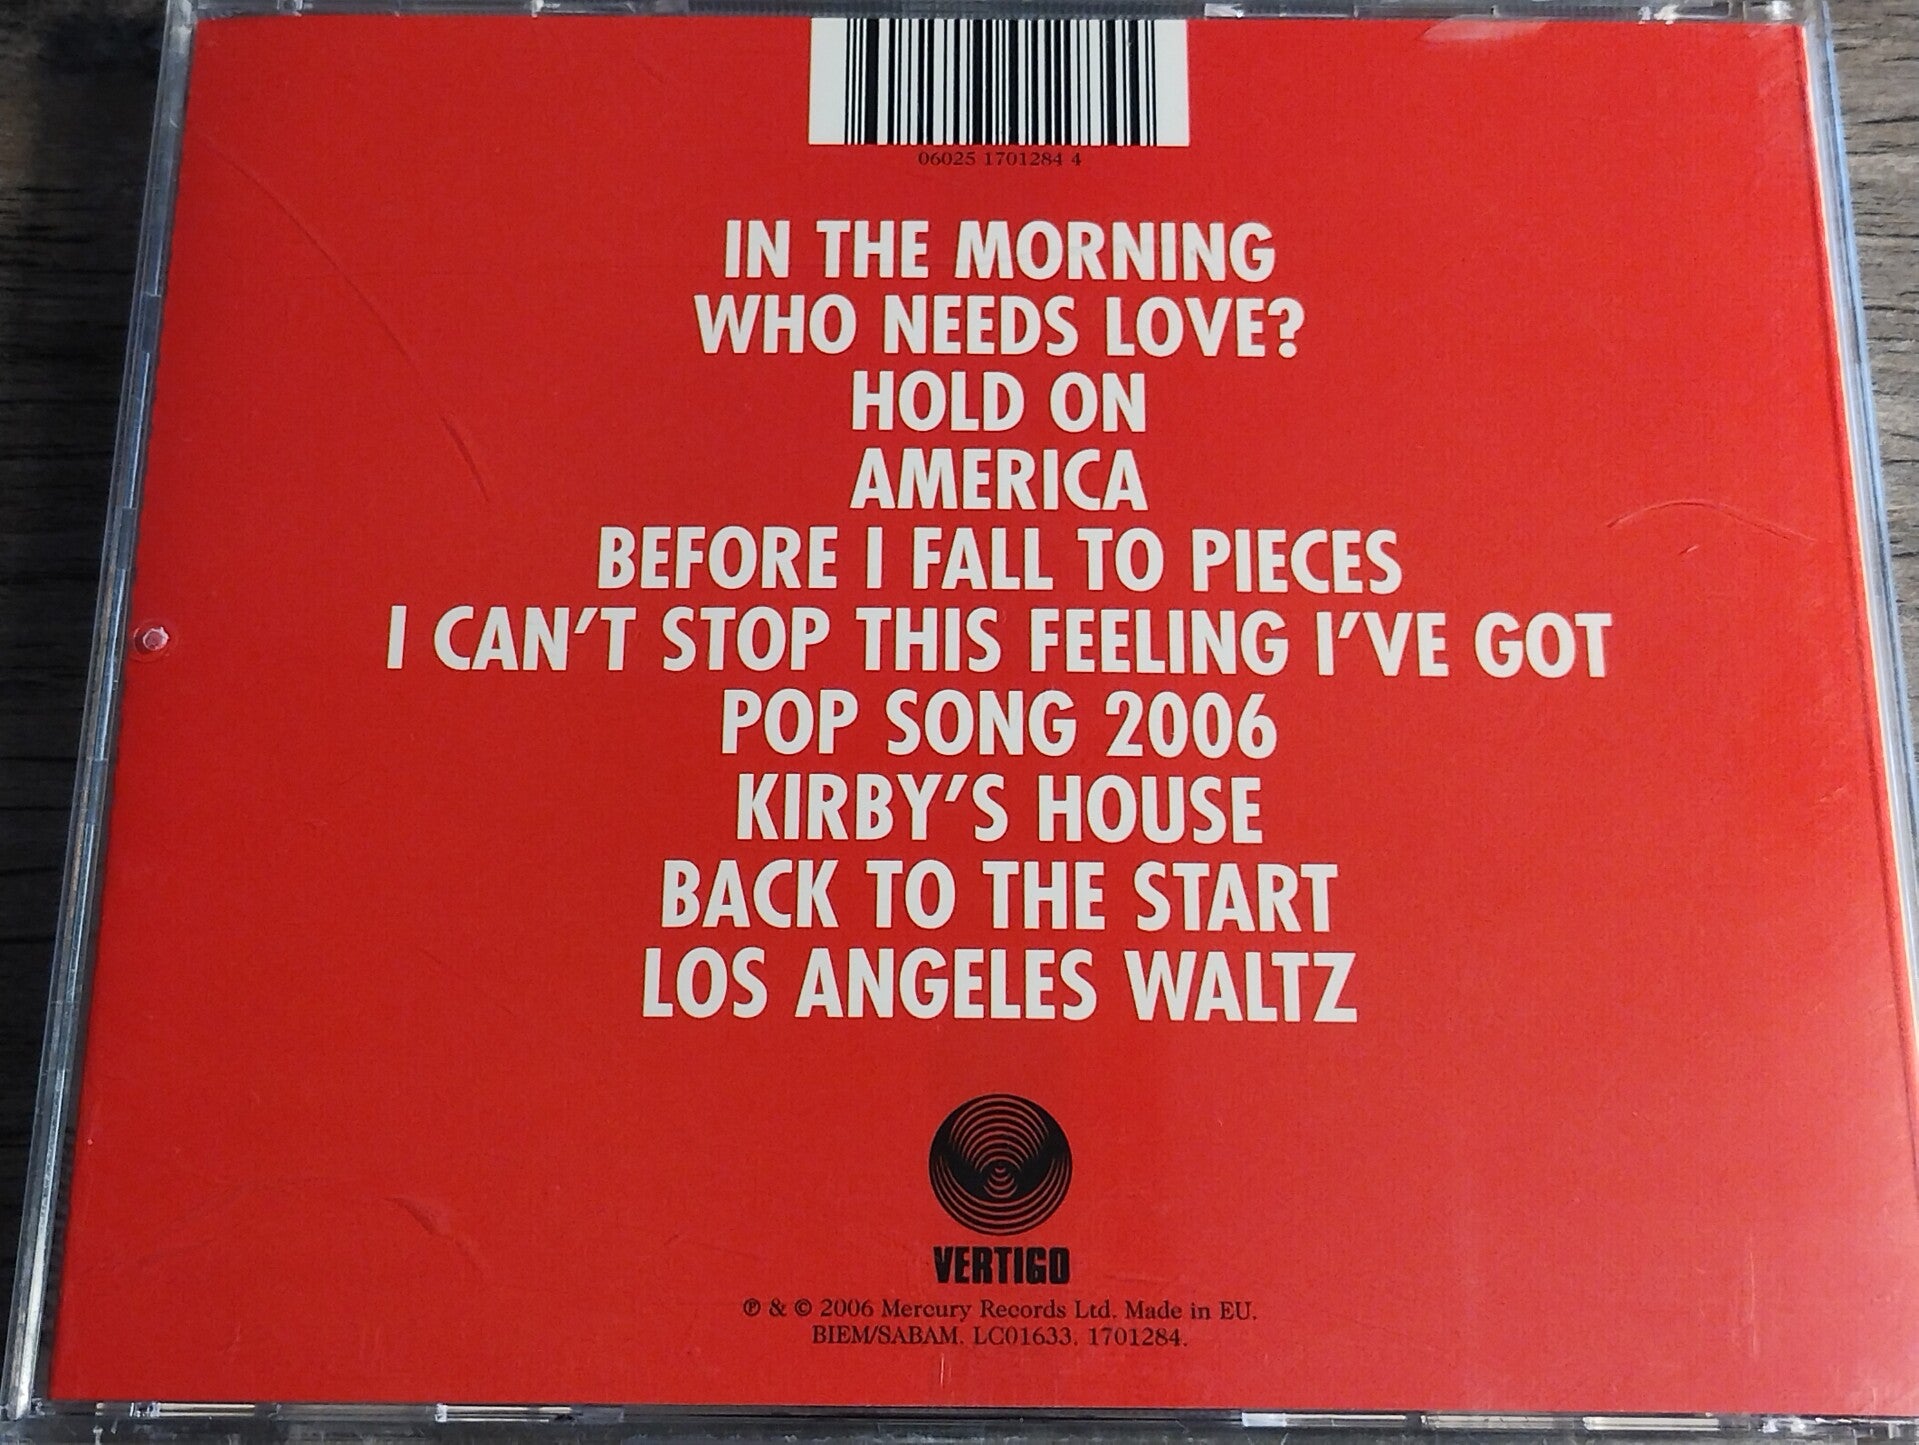 06025 1701284 4
IN THE MORNING
WHO NEEDS LOVE?
HOLD ON
AMERICA
BEFORE I FALL TO PIECES
I CAN'T STOP THIS FEELING I'VE GOT
POP SONG 2006
KIRBY'S HOUSE
BACK TO THE START
LOS ANGELES WALTZ
VERTIGO
℗ & © 2006 Mercury Records Ltd. Made in EU.
BIEM/SABAM. LC01633. 1701284.